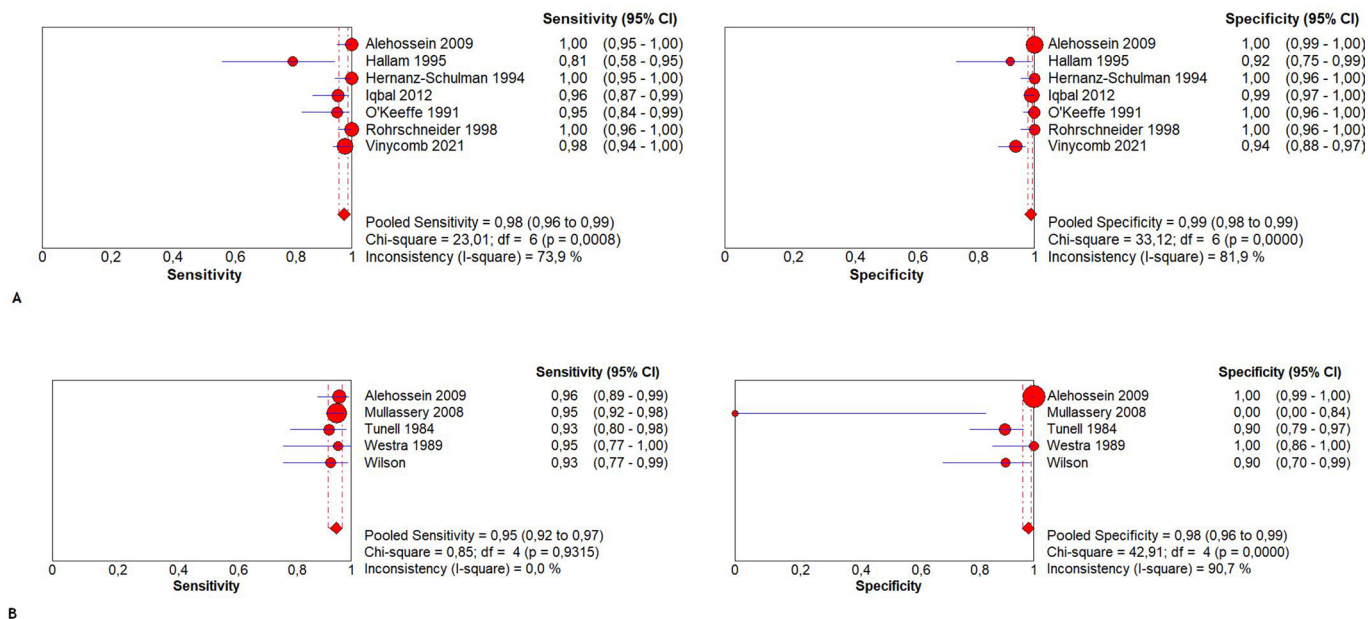 Sensitivity (95% CI)
Alehossein 2009 1,00 (0,95 - 1,00)
Hallam 1995 0,81 (0,58 - 0,95)
Hernanz-Schulman 1994 1,00 (0,95 - 1,00)
Iqbal 2012 0,96 (0,87 - 0,99)
O'Keeffe 1991 0,95 (0,84 - 0,99)
Rohrschneider 1998 1,00 (0,96 - 1,00)
Vinycomb 2021 0,98 (0,94 - 1,00)
Pooled Sensitivity = 0,98 (0,96 to 0,99)
Chi-square = 23,01; df = 6 (p = 0,0008)
Inconsistency (I-square) = 73,9 %
0 0,2 0,4 0,6 0,8 1
Sensitivity
Specificity (95% CI)
Alehossein 2009 1,00 (0,99 - 1,00)
Hallam 1995 0,92 (0,75 - 0,99)
Hernanz-Schulman 1994 1,00 (0,96 - 1,00)
Iqbal 2012 0,99 (0,97 - 1,00)
O'Keeffe 1991 1,00 (0,96 - 1,00)
Rohrschneider 1998 1,00 (0,96 - 1,00)
Vinycomb 2021 0,94 (0,88 - 0,97)
Pooled Specificity = 0,99 (0,98 to 0,99)
Chi-square = 33,12; df = 6 (p = 0,0000)
Inconsistency (I-square) = 81,9 %
0 0,2 0,4 0,6 0,8 1
Specificity
A
Sensitivity (95% CI)
Alehossein 2009 0,96 (0,89 - 0,99)
Mullassery 2008 0,95 (0,92 - 0,98)
Tunell 1984 0,93 (0,80 - 0,98)
Westra 1989 0,95 (0,77 - 1,00)
Wilson 0,93 (0,77 - 0,99)
Pooled Sensitivity = 0,95 (0,92 to 0,97)
Chi-square = 0,85; df = 4 (p = 0,9315)
Inconsistency (I-square) = 0,0 %
0 0,2 0,4 0,6 0,8 1
Sensitivity
Specificity (95% CI)
Alehossein 2009 1,00 (0,99 - 1,00)
Mullassery 2008 0,00 (0,00 - 0,84)
Tunell 1984 0,90 (0,79 - 0,97)
Westra 1989 1,00 (0,86 - 1,00)
Wilson 0,90 (0,70 - 0,99)
Pooled Specificity = 0,98 (0,96 to 0,99)
Chi-square = 42,91; df = 4 (p = 0,0000)
Inconsistency (I-square) = 90,7 %
0 0,2 0,4 0,6 0,8 1
Specificity
B